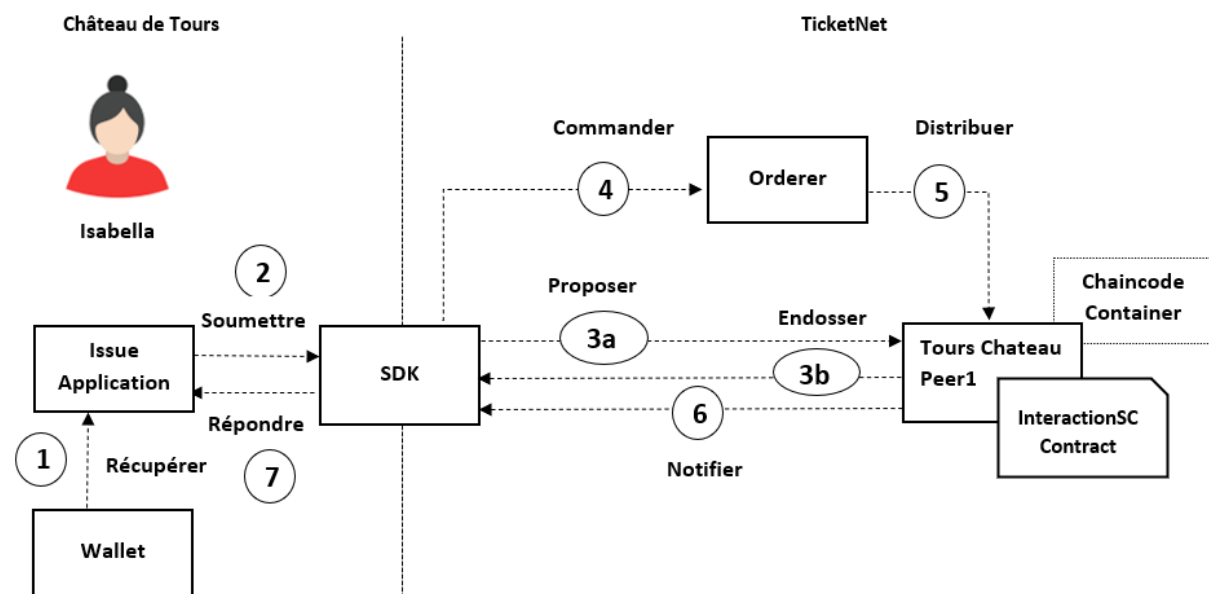 Château de Tours
TicketNet
Isabella
Commander
Distribuer
4
Orderer
5
2
Soumettre
Proposer
3a
Endosser
Chaincode
Container
Issue
Application
SDK
Tours Chateau
Peer1
3b
InteractionSC
Contract
Répondre
6
Notifier
1
Récupérer
7
Wallet